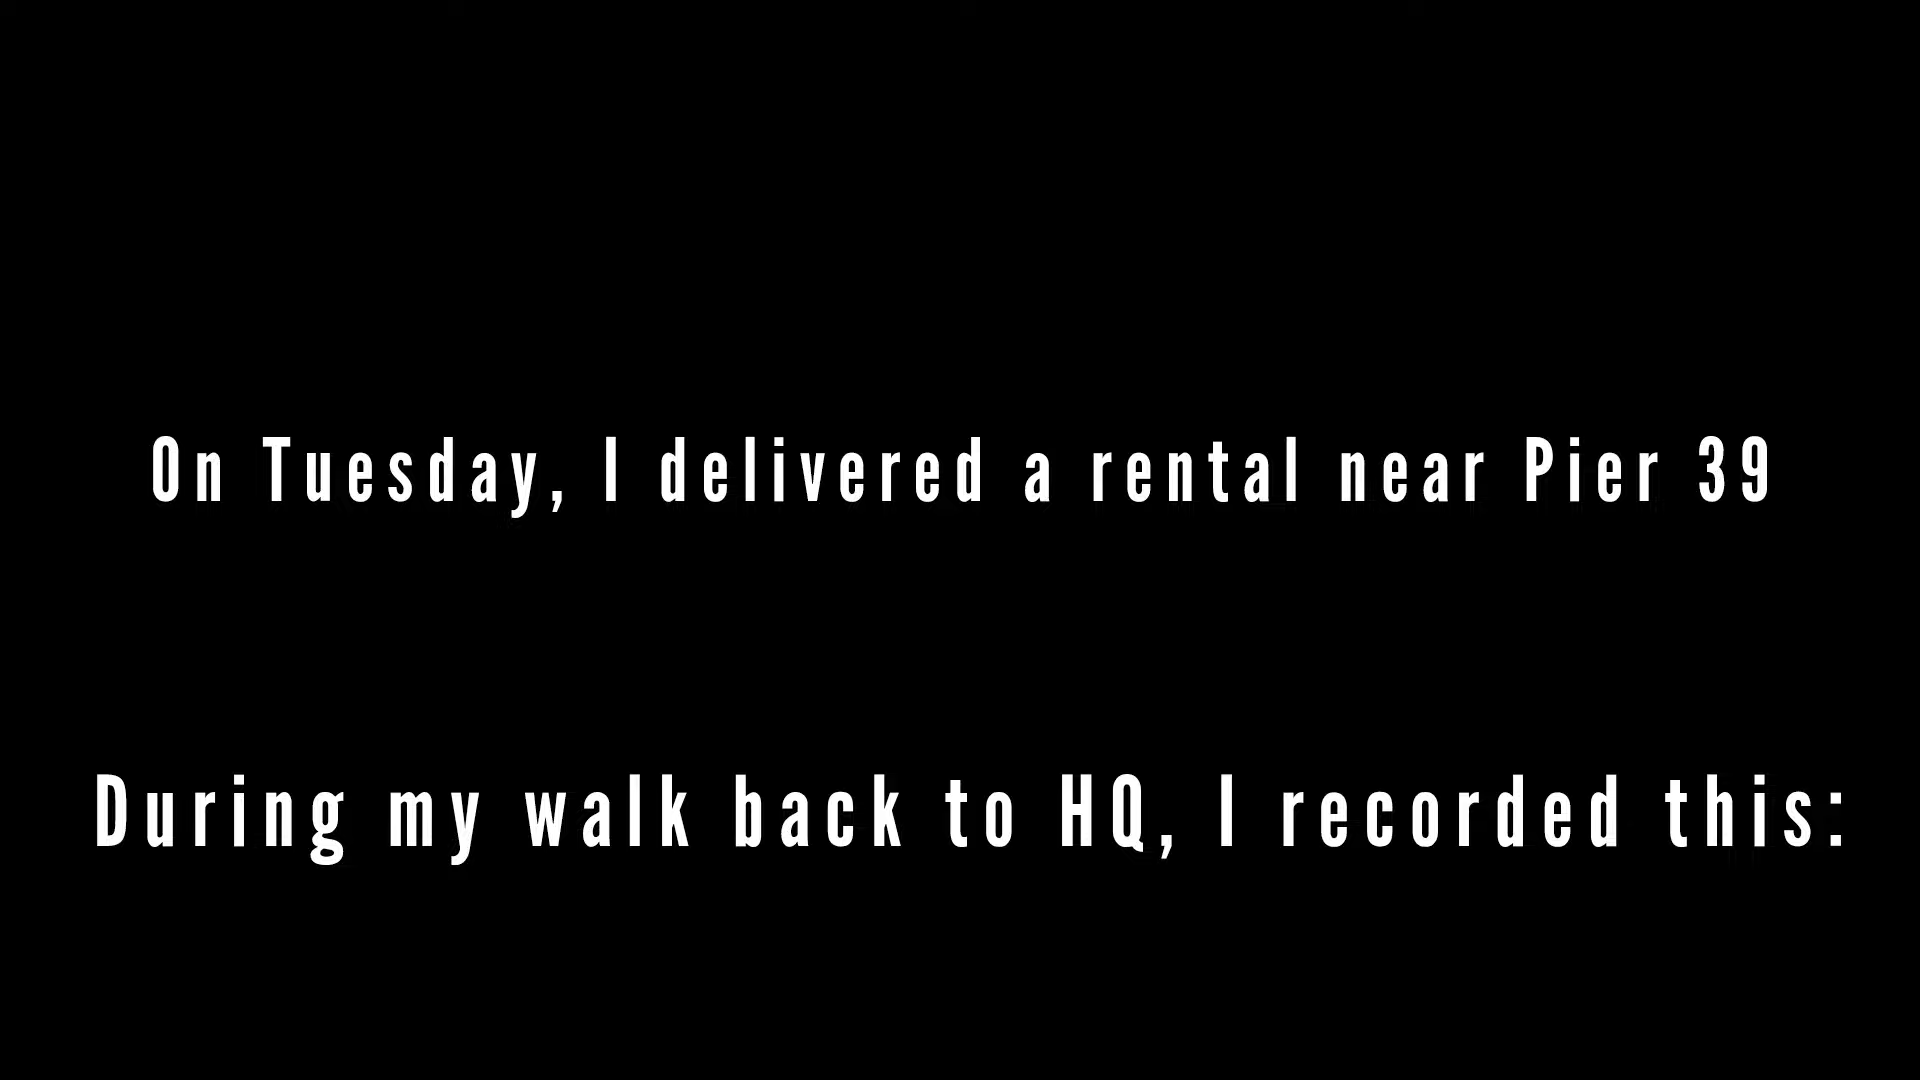 On Tuesday, I delivered a rental near Pier 39
During my walk back to HQ, I recorded this: